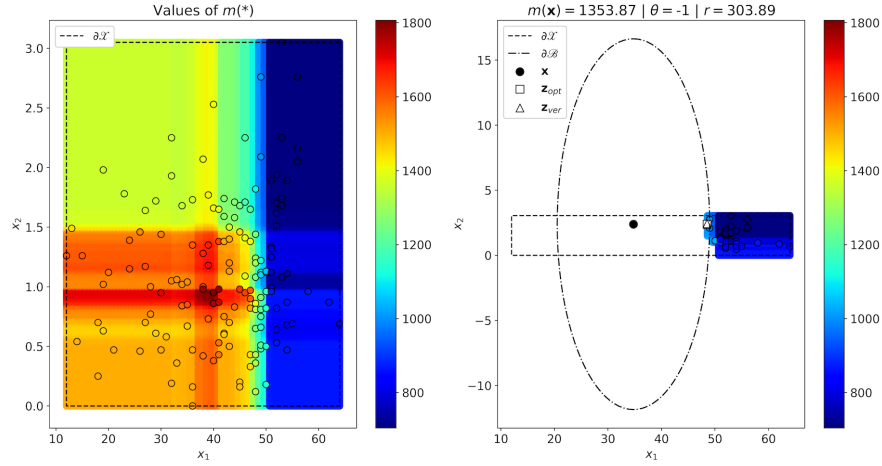 Values of m(*)
∂𝒳
3.0
2.5
2.0
1.5
1.0
0.5
0.0
x₂
10 20 30 40 50 60
x₁
1800
1600
1400
1200
1000
800
m(x) = 1353.87 | θ = -1 | r = 303.89
∂𝒳
∂ℬ
x
z_opt
z_ver
15
10
5
0
−5
−10
x₂
10 20 30 40 50 60
x₁
1800
1600
1400
1200
1000
800